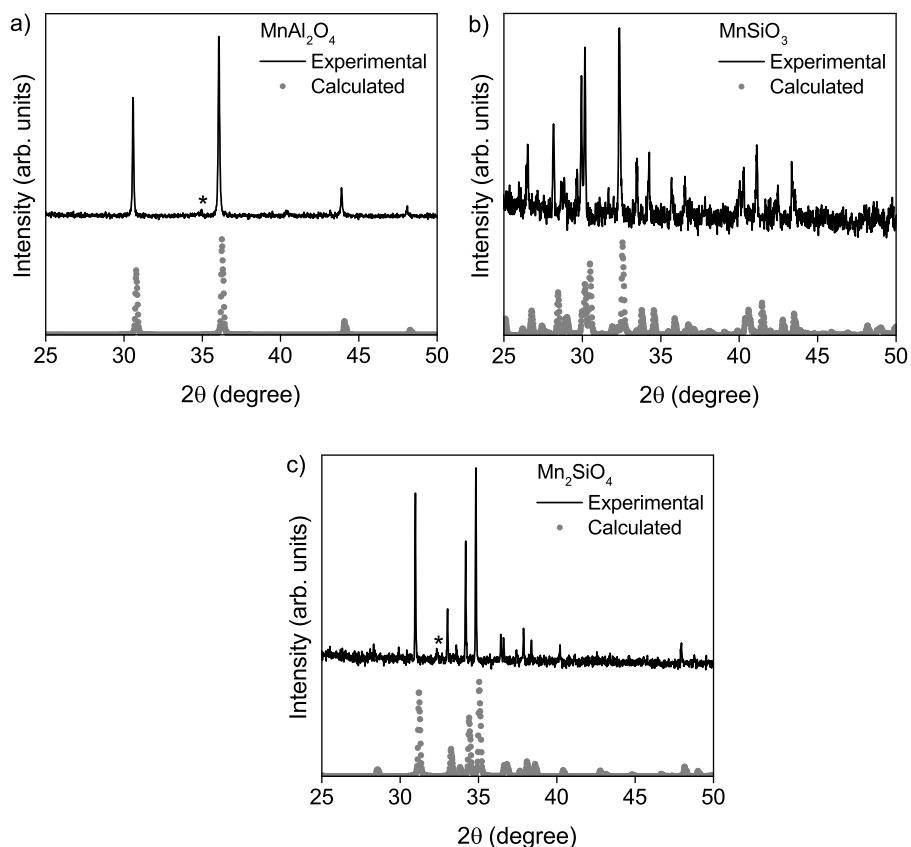 a)
MnAl₂O₄
Experimental
Calculated
*
Intensity (arb. units)
25 30 35 40 45 50
2θ (degree)
b)
MnSiO₃
Experimental
Calculated
Intensity (arb. units)
25 30 35 40 45 50
2θ (degree)
c)
Mn₂SiO₄
Experimental
Calculated
*
Intensity (arb. units)
25 30 35 40 45 50
2θ (degree)